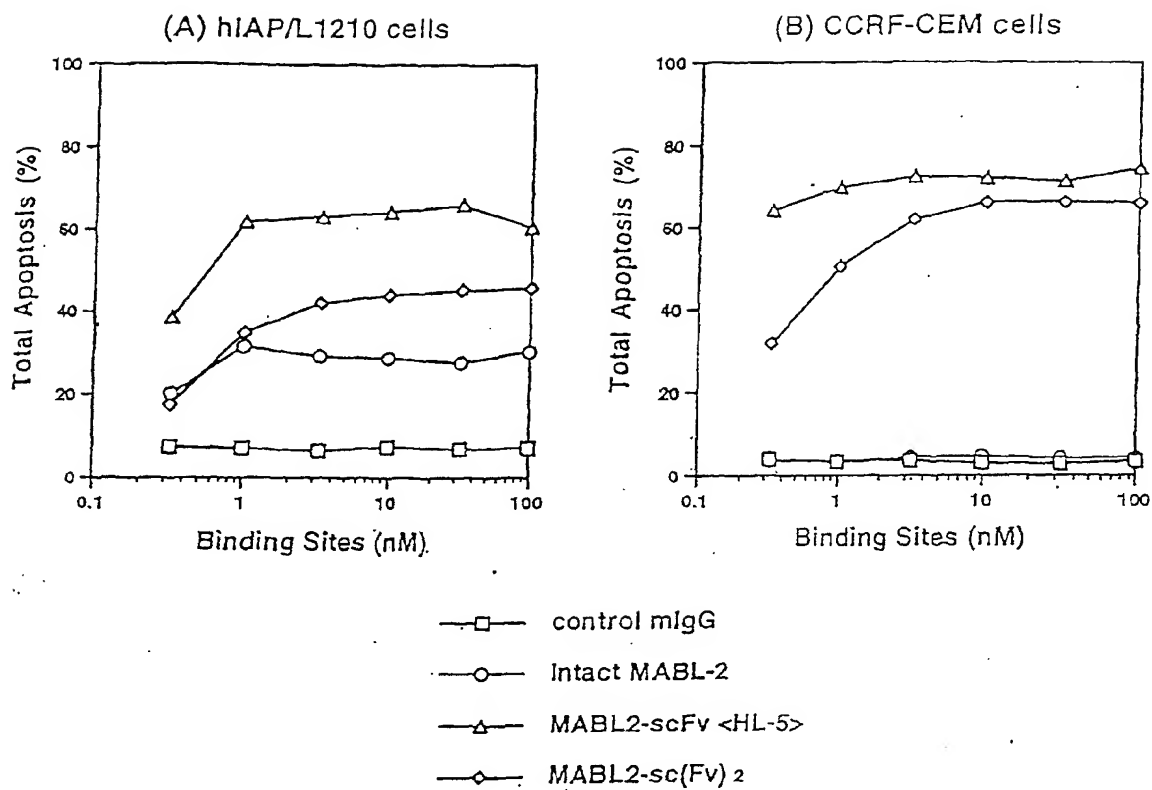 (A) hIAP/L1210 cells
Total Apoptosis (%)
100
80
60
40
20
0
0.1
1
10
100
Binding Sites (nM).
(B) CCRF-CEM cells
Total Apoptosis (%)
100
80
60
40
20
0
0.1
1
10
100
Binding Sites (nM)
control mIgG
Intact MABL-2
MABL2-scFv <HL-5>
MABL2-sc(Fv) 2